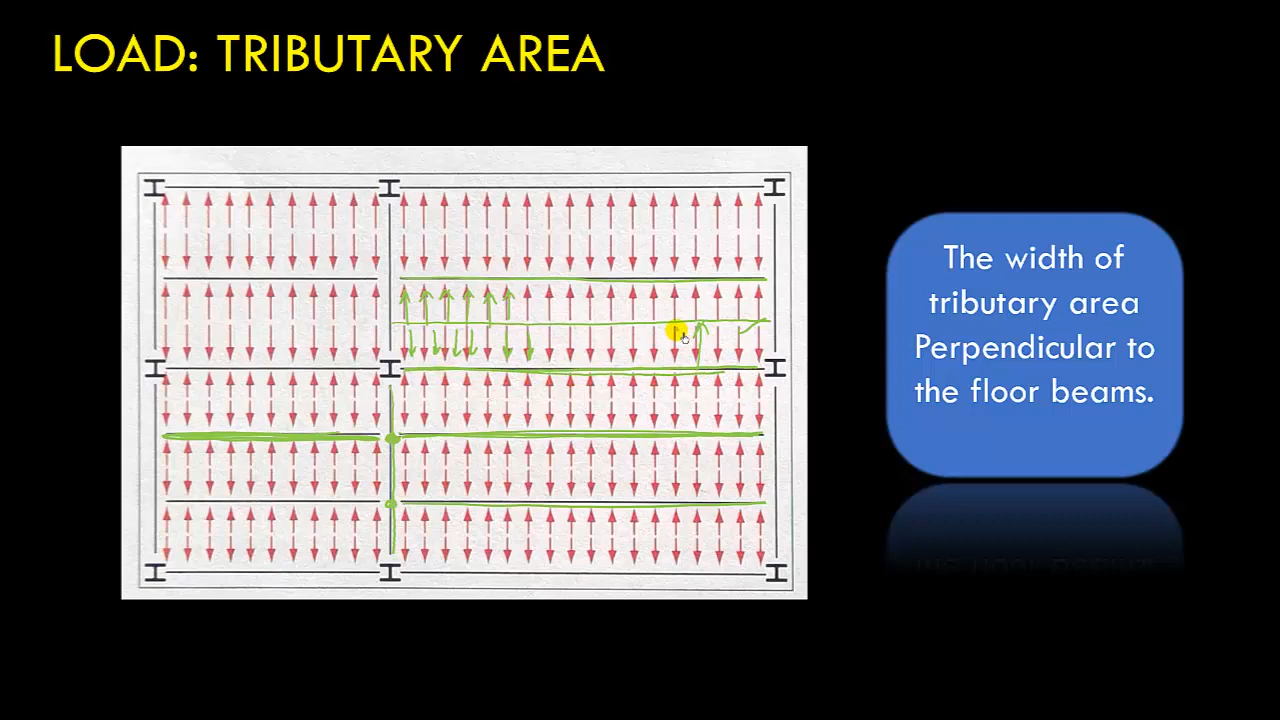 LOAD: TRIBUTARY AREA
The width of
tributary area
Perpendicular to
the floor beams.